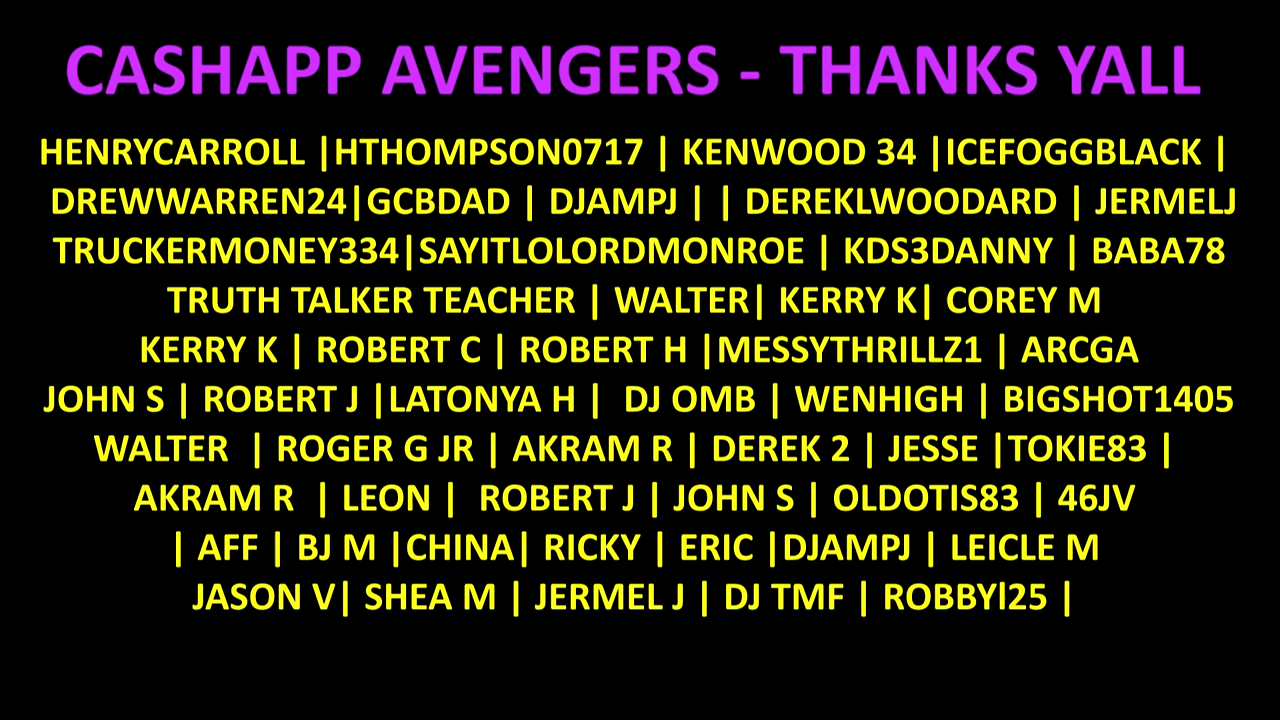 CASHAPP AVENGERS - THANKS YALL
HENRYCARROLL |HTHOMPSON0717 | KENWOOD 34 |ICEFOGGBLACK |
DREWWARREN24|GCBDAD | DJAMPJ | | DEREKLWOODARD | JERMELJ
TRUCKERMONEY334|SAYITLOLORDMONROE | KDS3DANNY | BABA78
TRUTH TALKER TEACHER | WALTER| KERRY K| COREY M
KERRY K | ROBERT C | ROBERT H |MESSYTHRILLZ1 | ARCGA
JOHN S | ROBERT J |LATONYA H | DJ OMB | WENHIGH | BIGSHOT1405
WALTER | ROGER G JR | AKRAM R | DEREK 2 | JESSE |TOKIE83 |
AKRAM R | LEON | ROBERT J | JOHN S | OLDOTIS83 | 46JV
| AFF | BJ M |CHINA| RICKY | ERIC |DJAMPJ | LEICLE M
JASON V| SHEA M | JERMEL J | DJ TMF | ROBBYl25 |